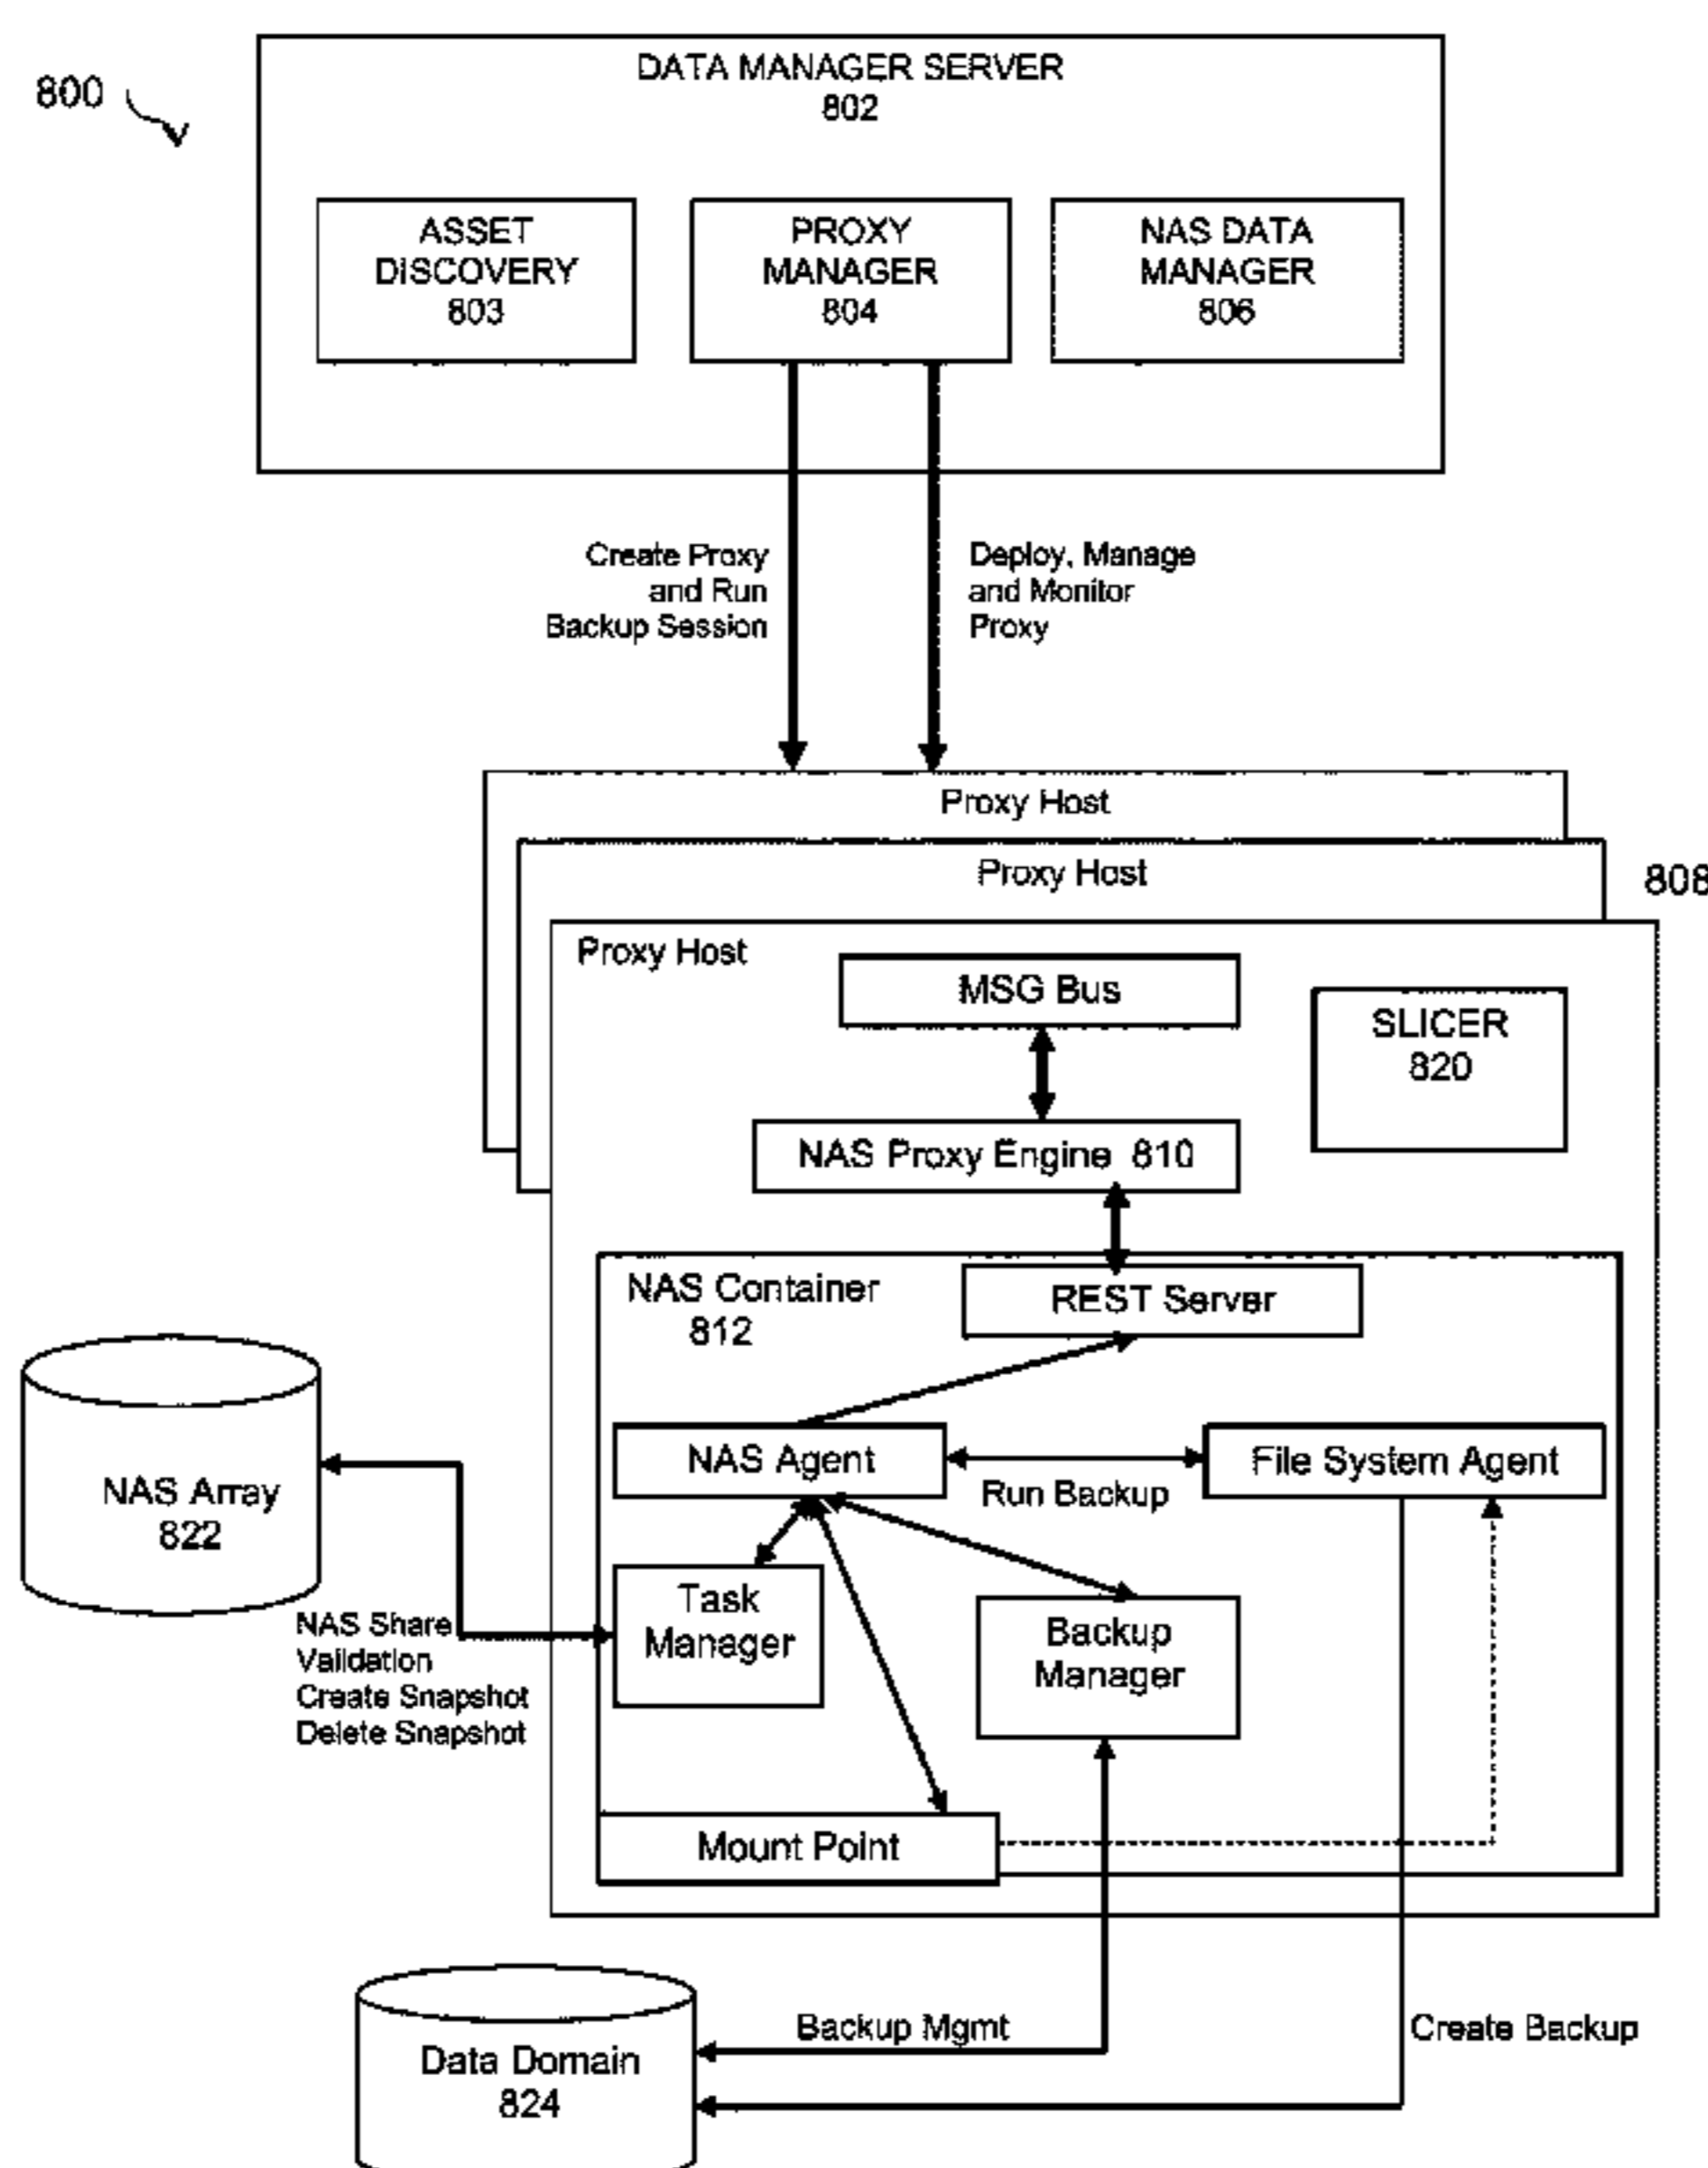 800
DATA MANAGER SERVER
802
ASSET
DISCOVERY
803
PROXY
MANAGER
804
NAS DATA
MANAGER
806
Create Proxy
and Run
Backup Session
Deploy, Manage
and Monitor
Proxy
Proxy Host
Proxy Host
808
Proxy Host
MSG Bus
SLICER
820
NAS Proxy Engine 810
NAS Container
812
REST Server
NAS Agent
Run Backup
File System Agent
NAS Array
822
Task
Manager
Backup
Manager
NAS Share
Validation
Create Snapshot
Delete Snapshot
Mount Point
Backup Mgmt
Create Backup
Data Domain
824